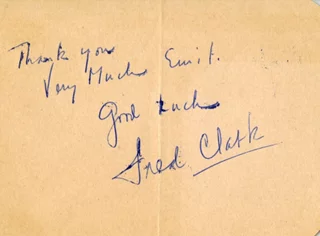 Thank you
Very Much Emit.
Good Luck
Fred Clark